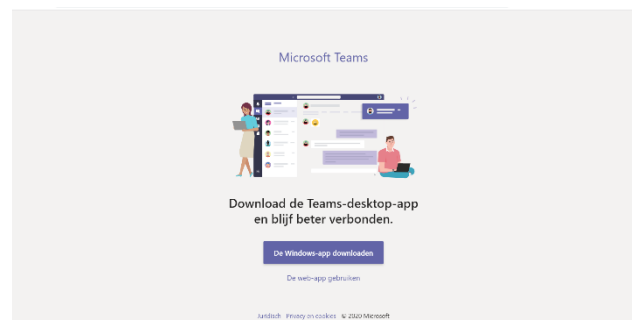 Microsoft Teams
Download de Teams-desktop-app
en blijf beter verbonden.
De Windows-app downloaden
De web-app gebruiken
Juridisch Privacy en cookies © 2020 Microsoft